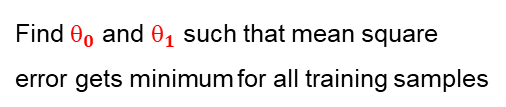 Find θ₀ and θ₁ such that mean square
error gets minimum for all training samples